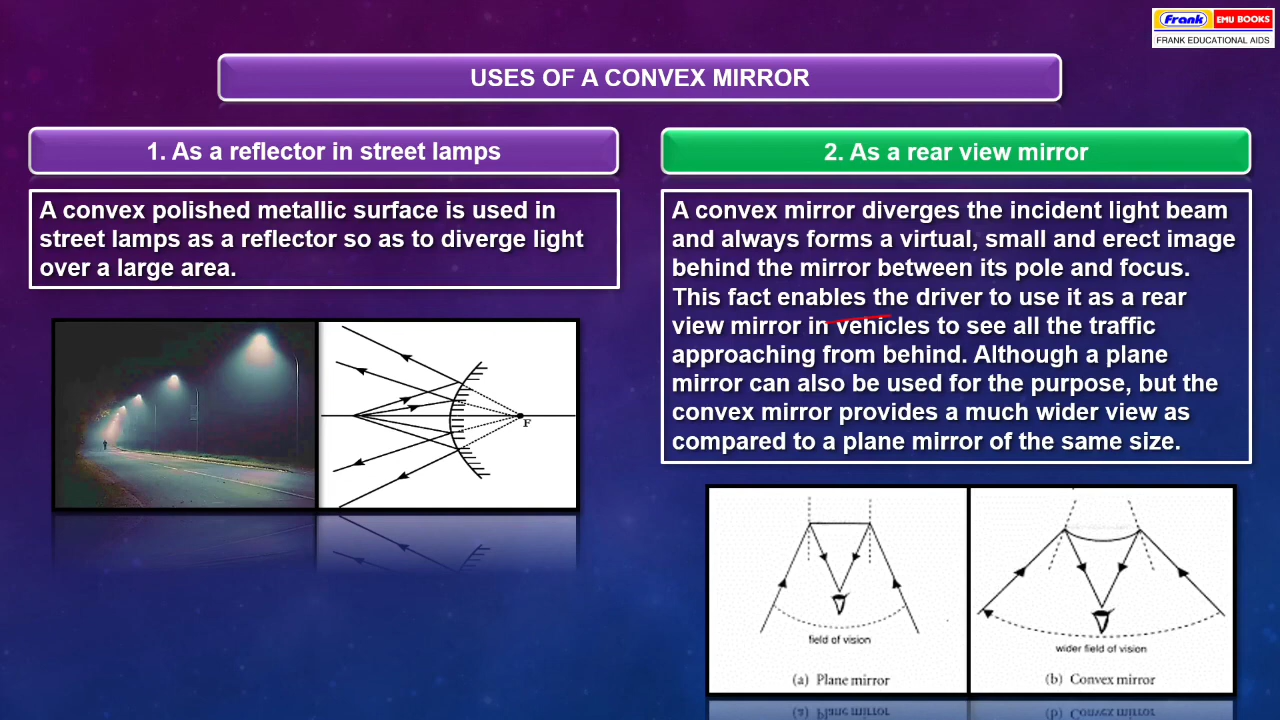 Frank EMU BOOKS
FRANK EDUCATIONAL AIDS
USES OF A CONVEX MIRROR
1. As a reflector in street lamps
A convex polished metallic surface is used in
street lamps as a reflector so as to diverge light
over a large area.
F
2. As a rear view mirror
A convex mirror diverges the incident light beam
and always forms a virtual, small and erect image
behind the mirror between its pole and focus.
This fact enables the driver to use it as a rear
view mirror in vehicles to see all the traffic
approaching from behind. Although a plane
mirror can also be used for the purpose, but the
convex mirror provides a much wider view as
compared to a plane mirror of the same size.
field of vision
(a) Plane mirror
wider field of vision
(b) Convex mirror